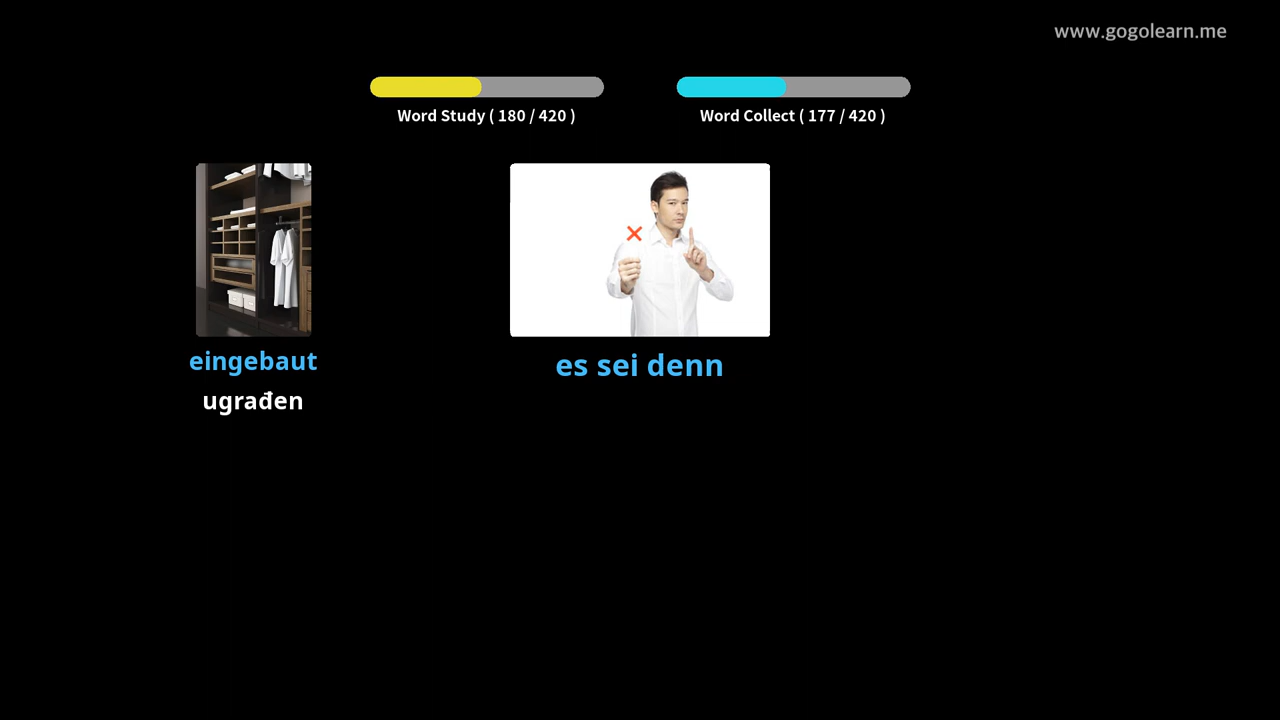 www.gogolearn.me
Word Study ( 180 / 420 )
Word Collect ( 177 / 420 )
eingebaut
ugrađen
es sei denn